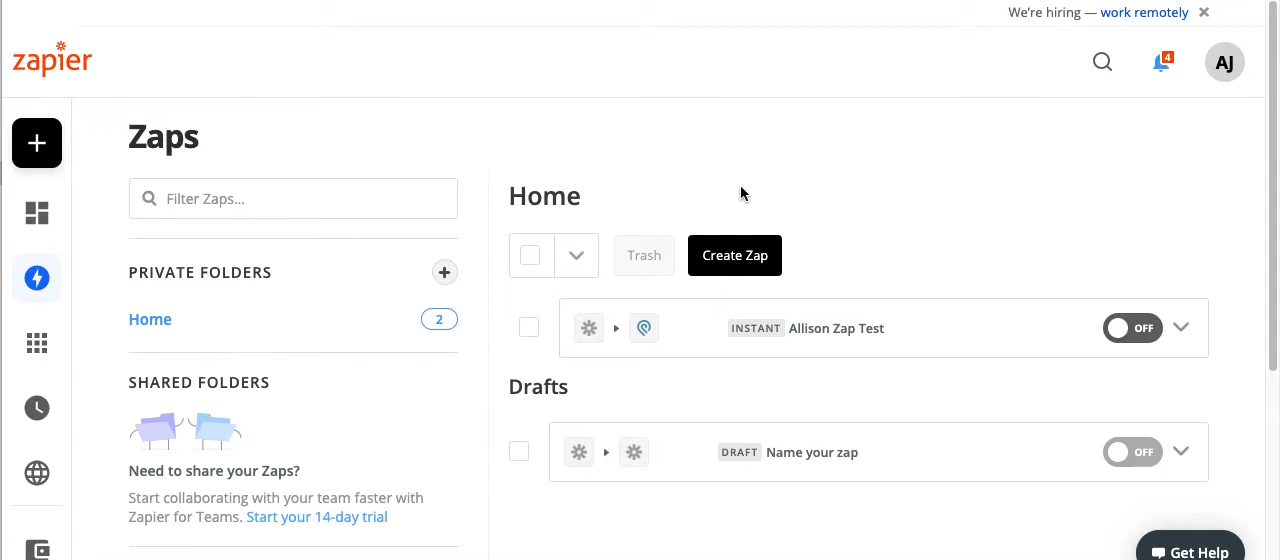 We're hiring — work remotely
zapier
4
AJ
Zaps
Filter Zaps...
PRIVATE FOLDERS
Home
2
SHARED FOLDERS
Need to share your Zaps?
Start collaborating with your team faster with
Zapier for Teams. Start your 14-day trial
Home
Trash
Create Zap
INSTANT Allison Zap Test
OFF
Drafts
DRAFT Name your zap
OFF
Get Help